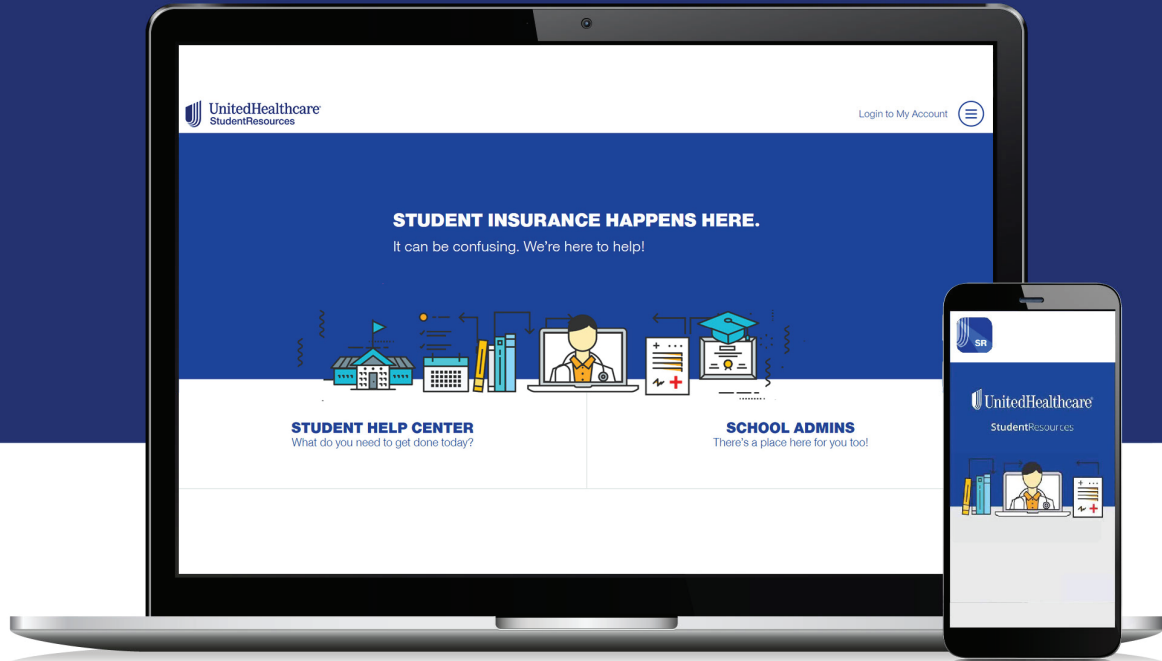 UnitedHealthcare®
StudentResources
Login to My Account
STUDENT INSURANCE HAPPENS HERE.
It can be confusing. We're here to help!
STUDENT HELP CENTER
What do you need to get done today?
SCHOOL ADMINS
There's a place here for you too!
SR
UnitedHealthcare®
StudentResources